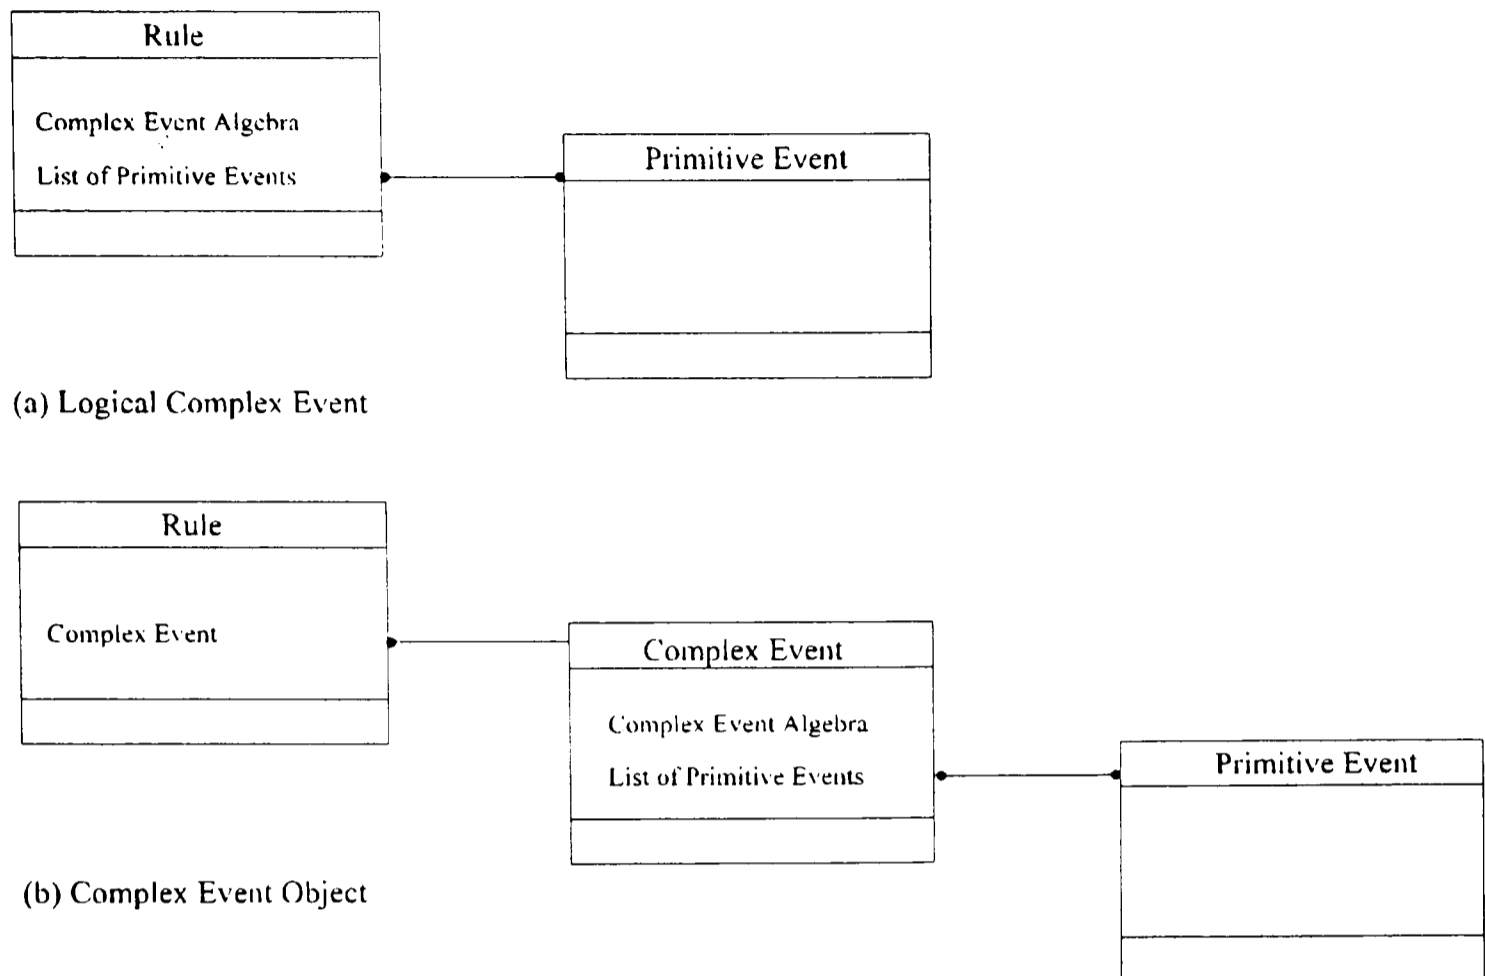 Rule
Complex Event Algebra
List of Primitive Events
Primitive Event
(a) Logical Complex Event
Rule
Complex Event
Complex Event
Complex Event Algebra
List of Primitive Events
Primitive Event
(b) Complex Event Object